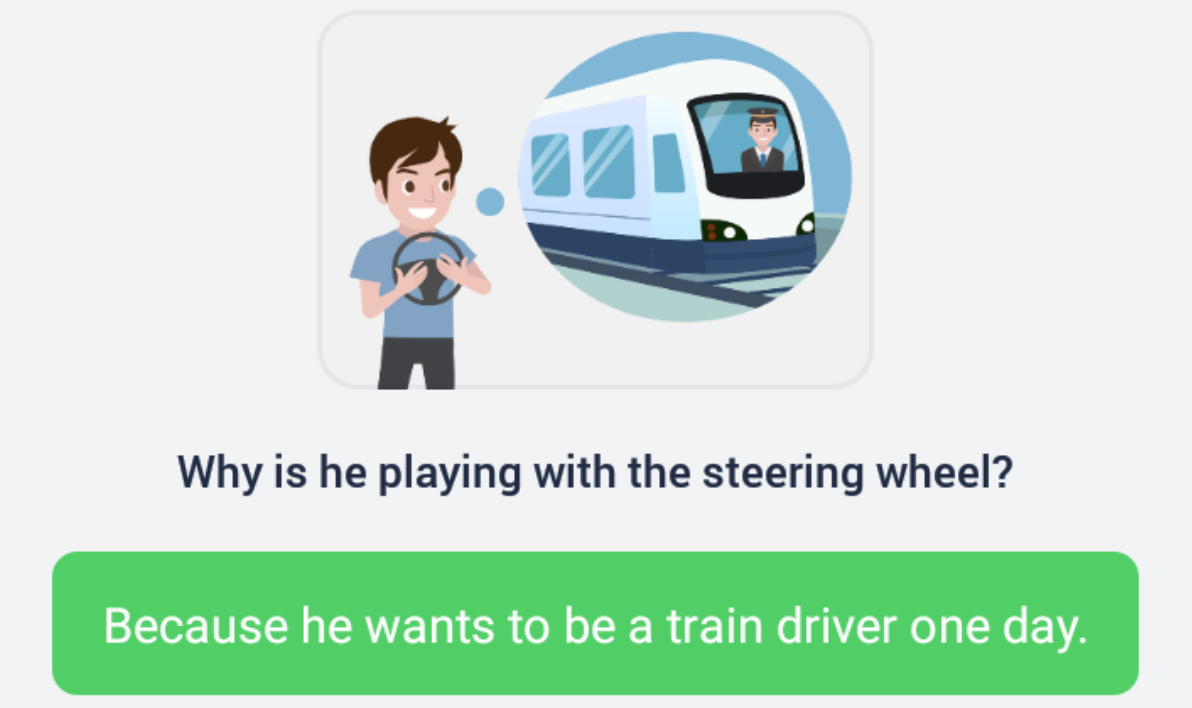 Why is he playing with the steering wheel?
Because he wants to be a train driver one day.